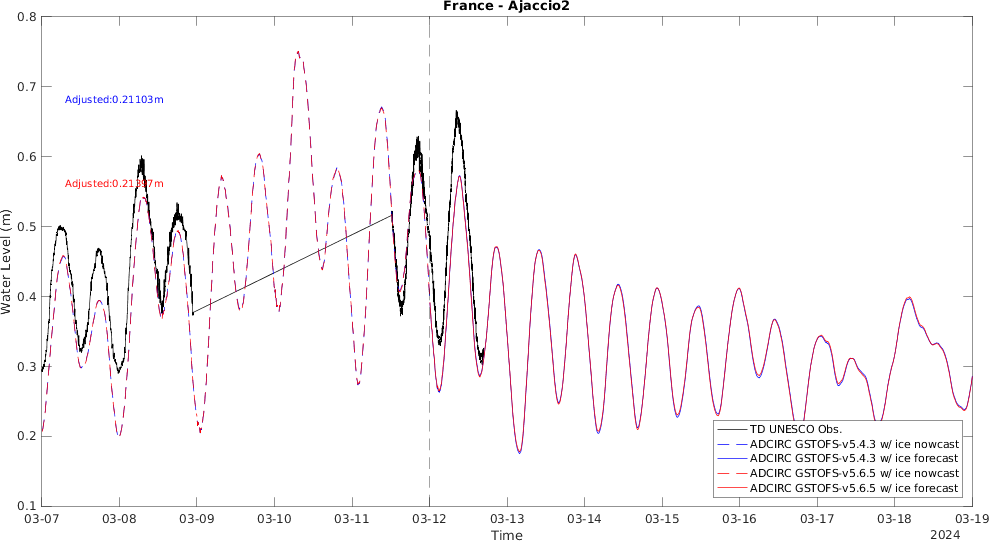 France - Ajaccio2
0.8
0.7
0.6
0.5
0.4
0.3
0.2
0.1
Water Level (m)
Adjusted:0.21103m
Adjusted:0.21397m
TD UNESCO Obs.
ADCIRC GSTOFS-v5.4.3 w/ ice nowcast
ADCIRC GSTOFS-v5.4.3 w/ ice forecast
ADCIRC GSTOFS-v5.6.5 w/ ice nowcast
ADCIRC GSTOFS-v5.6.5 w/ ice forecast
03-07 03-08 03-09 03-10 03-11 03-12 03-13 03-14 03-15 03-16 03-17 03-18 03-19
Time
2024